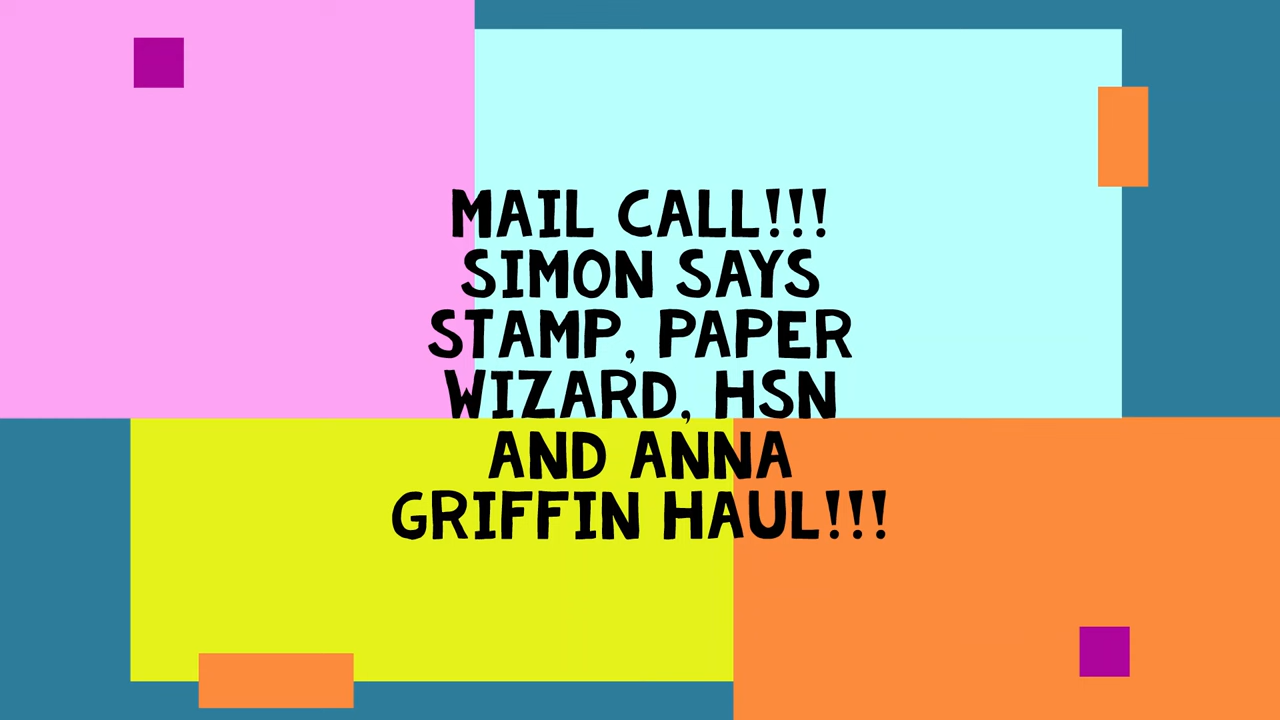 MAIL CALL!!!
SIMON SAYS
STAMP, PAPER
WIZARD, HSN
AND ANNA
GRIFFIN HAUL!!!